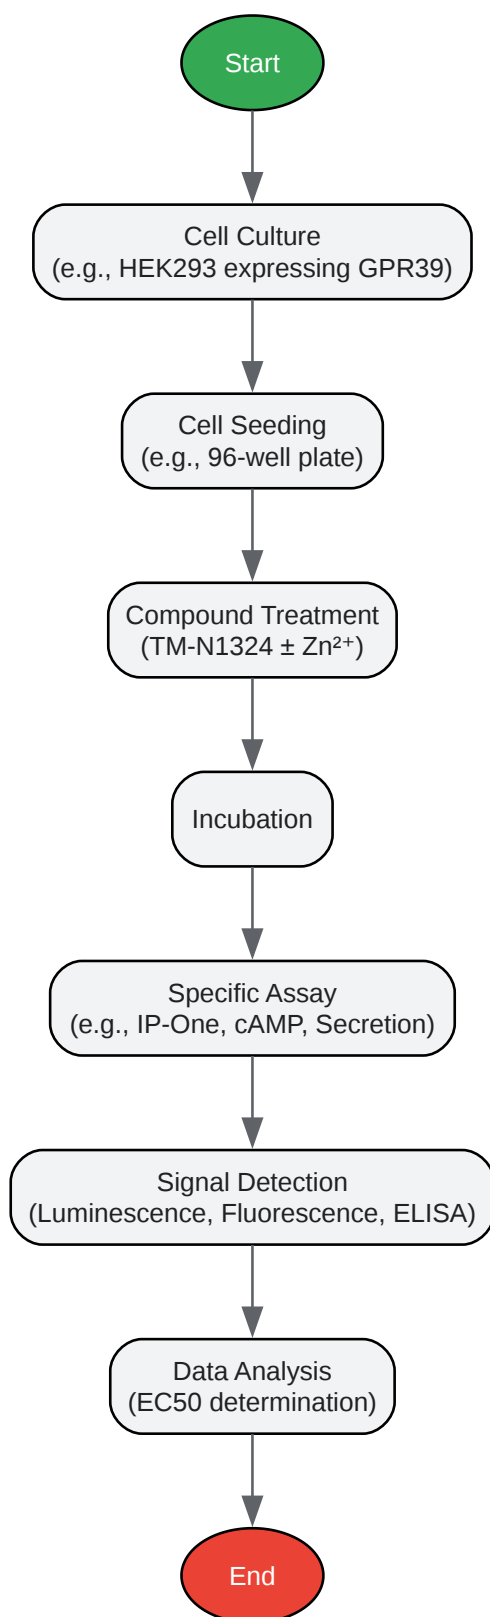 Start
Cell Culture
(e.g., HEK293 expressing GPR39)
Cell Seeding
(e.g., 96-well plate)
Compound Treatment
(TM-N1324 ± Zn²⁺)
Incubation
Specific Assay
(e.g., IP-One, cAMP, Secretion)
Signal Detection
(Luminescence, Fluorescence, ELISA)
Data Analysis
(EC50 determination)
End